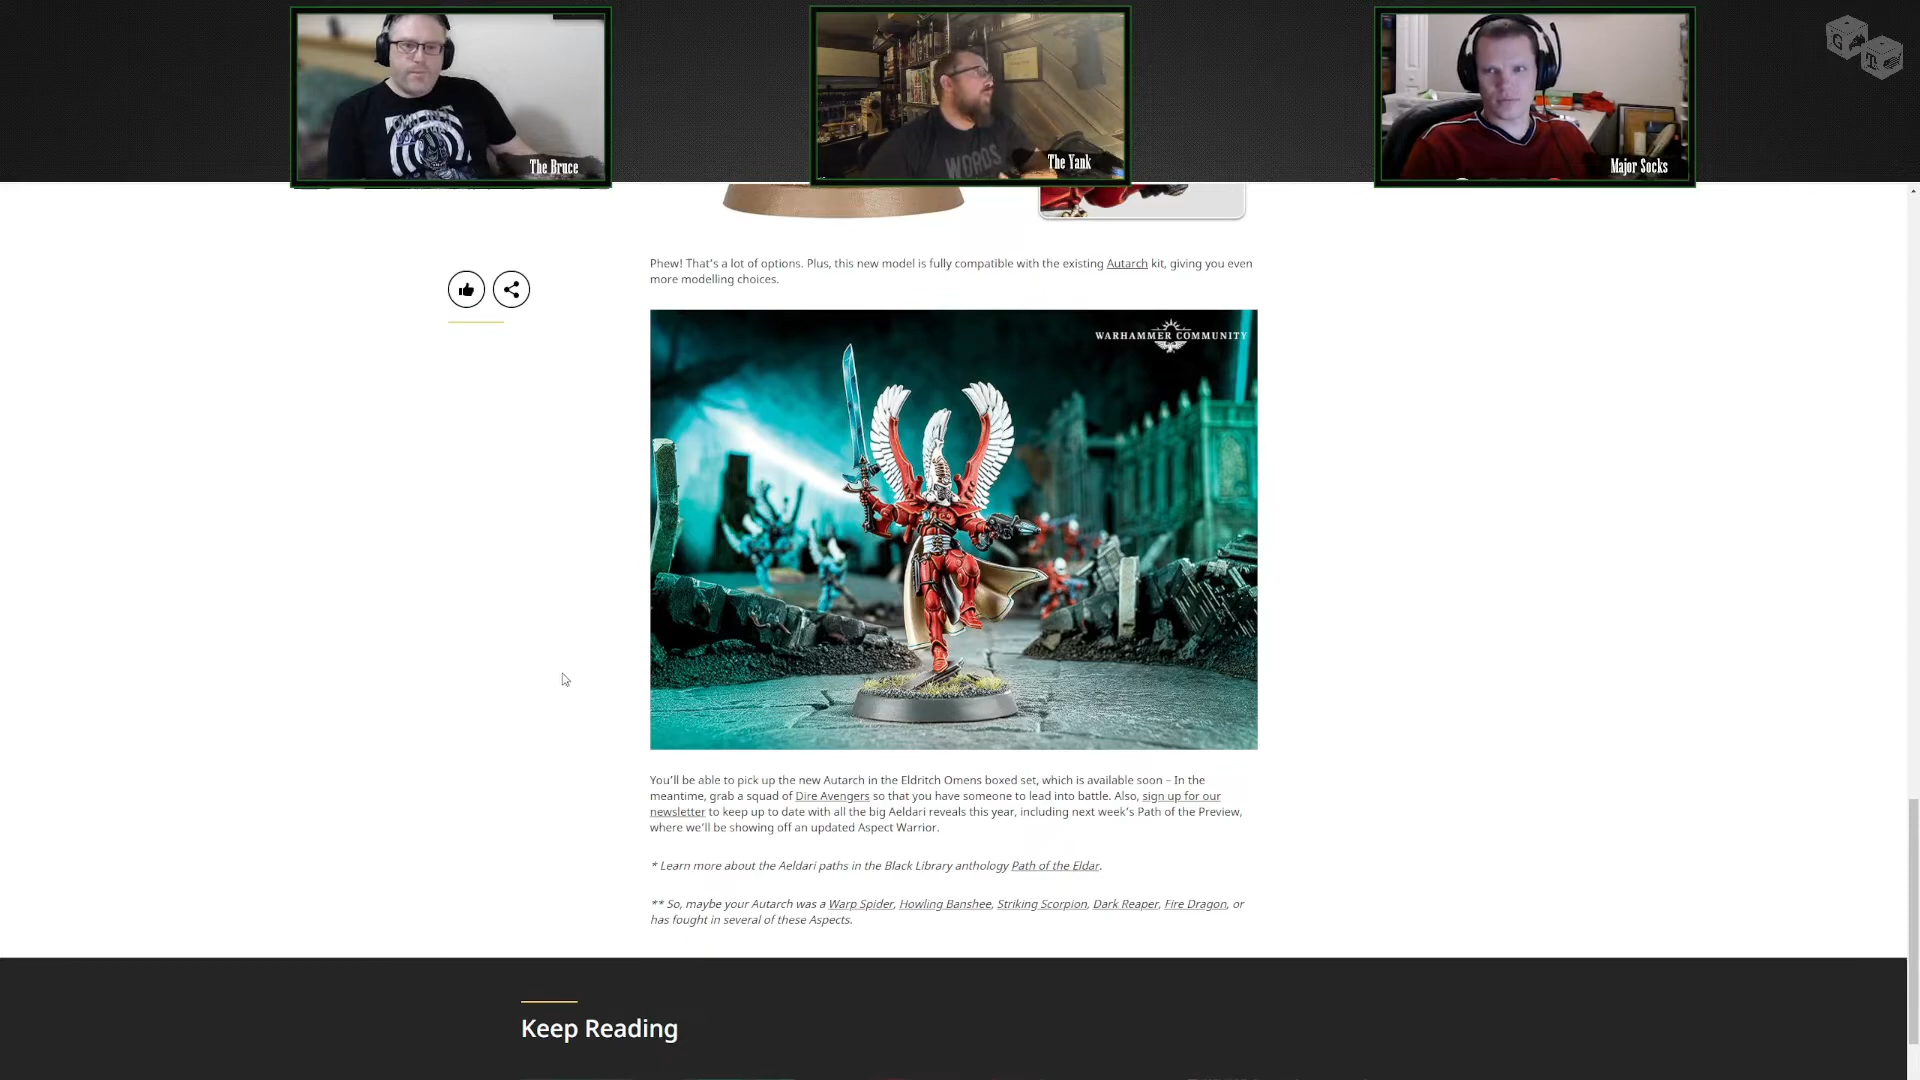 The Bruce
WORDS
The Yank
Major Socks
Phew! That's a lot of options. Plus, this new model is fully compatible with the existing Autarch kit, giving you even
more modelling choices.
WARHAMMER COMMUNITY
You'll be able to pick up the new Autarch in the Eldritch Omens boxed set, which is available soon – In the
meantime, grab a squad of Dire Avengers so that you have someone to lead into battle. Also, sign up for our
newsletter to keep up to date with all the big Aeldari reveals this year, including next week's Path of the Preview,
where we'll be showing off an updated Aspect Warrior.
* Learn more about the Aeldari paths in the Black Library anthology Path of the Eldar.
** So, maybe your Autarch was a Warp Spider, Howling Banshee, Striking Scorpion, Dark Reaper, Fire Dragon, or
has fought in several of these Aspects.
Keep Reading